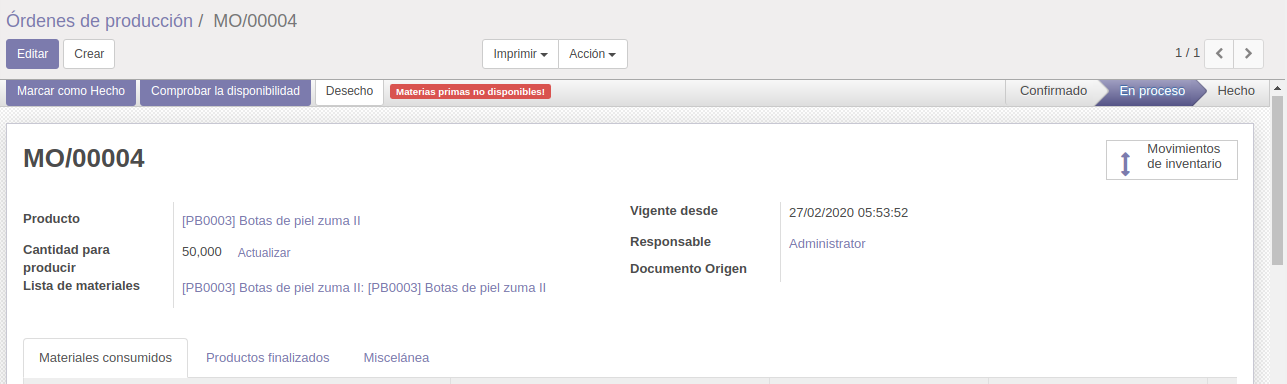 Órdenes de producción / MO/00004
Editar Crear Imprimir Acción 1 / 1
Marcar como Hecho Comprobar la disponibilidad Desecho Materias primas no disponibles! Confirmado En proceso Hecho
MO/00004
Movimientos
de inventario
Producto [PB0003] Botas de piel zuma II
Cantidad para
producir
50,000 Actualizar
Lista de materiales [PB0003] Botas de piel zuma II: [PB0003] Botas de piel zuma II
Vigente desde 27/02/2020 05:53:52
Responsable Administrator
Documento Origen
Materiales consumidos Productos finalizados Miscelánea